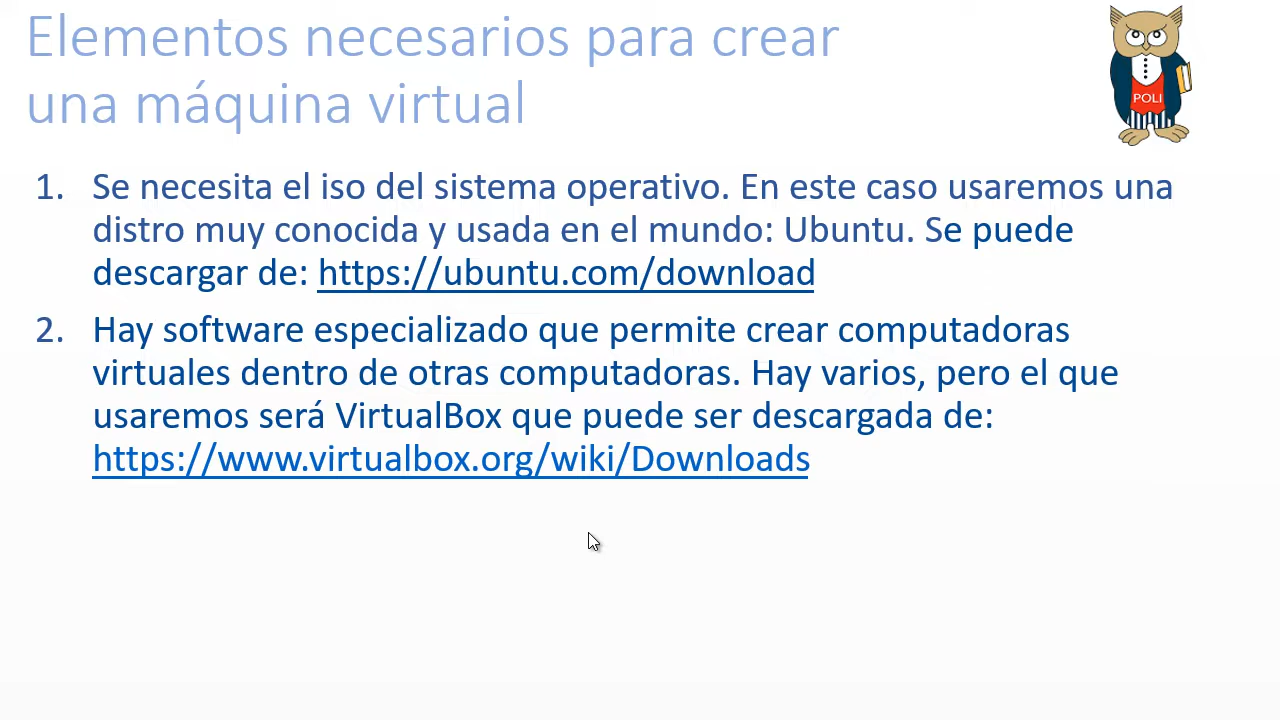 Elementos necesarios para crear
una máquina virtual
POLI
1. Se necesita el iso del sistema operativo. En este caso usaremos una
distro muy conocida y usada en el mundo: Ubuntu. Se puede
descargar de: https://ubuntu.com/download
2. Hay software especializado que permite crear computadoras
virtuales dentro de otras computadoras. Hay varios, pero el que
usaremos será VirtualBox que puede ser descargada de:
https://www.virtualbox.org/wiki/Downloads